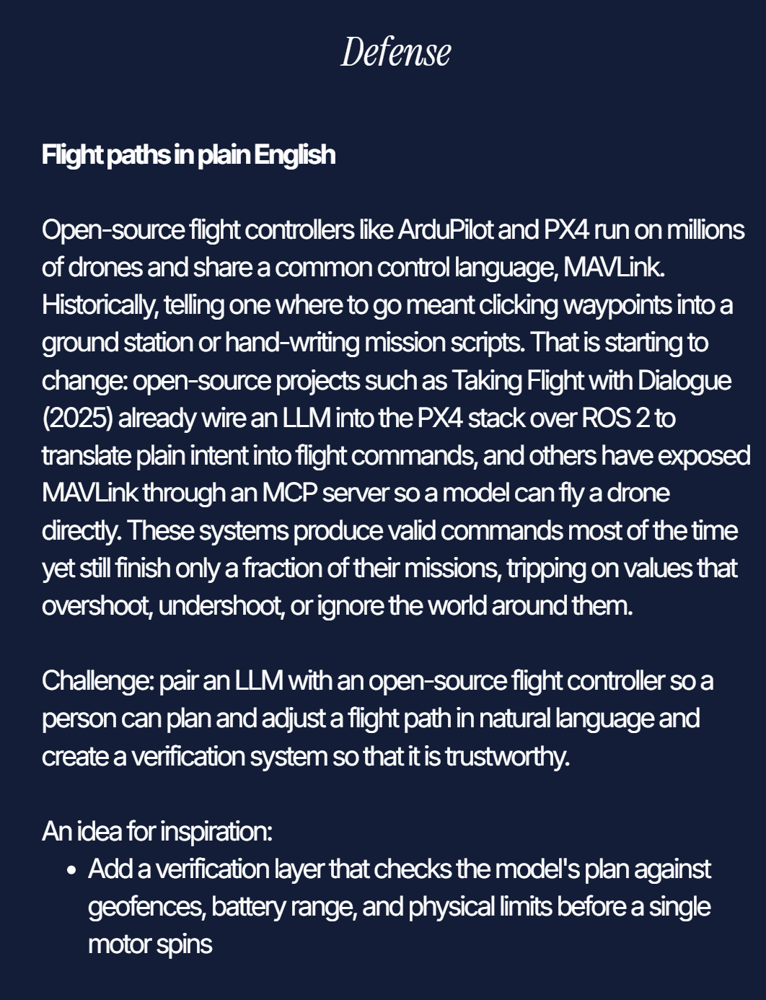 Defense
Flight paths in plain English
Open-source flight controllers like ArduPilot and PX4 run on millions
of drones and share a common control language, MAVLink.
Historically, telling one where to go meant clicking waypoints into a
ground station or hand-writing mission scripts. That is starting to
change: open-source projects such as Taking Flight with Dialogue
(2025) already wire an LLM into the PX4 stack over ROS 2 to
translate plain intent into flight commands, and others have exposed
MAVLink through an MCP server so a model can fly a drone
directly. These systems produce valid commands most of the time
yet still finish only a fraction of their missions, tripping on values that
overshoot, undershoot, or ignore the world around them.
Challenge: pair an LLM with an open-source flight controller so a
person can plan and adjust a flight path in natural language and
create a verification system so that it is trustworthy.
An idea for inspiration:
• Add a verification layer that checks the model's plan against
geofences, battery range, and physical limits before a single
motor spins